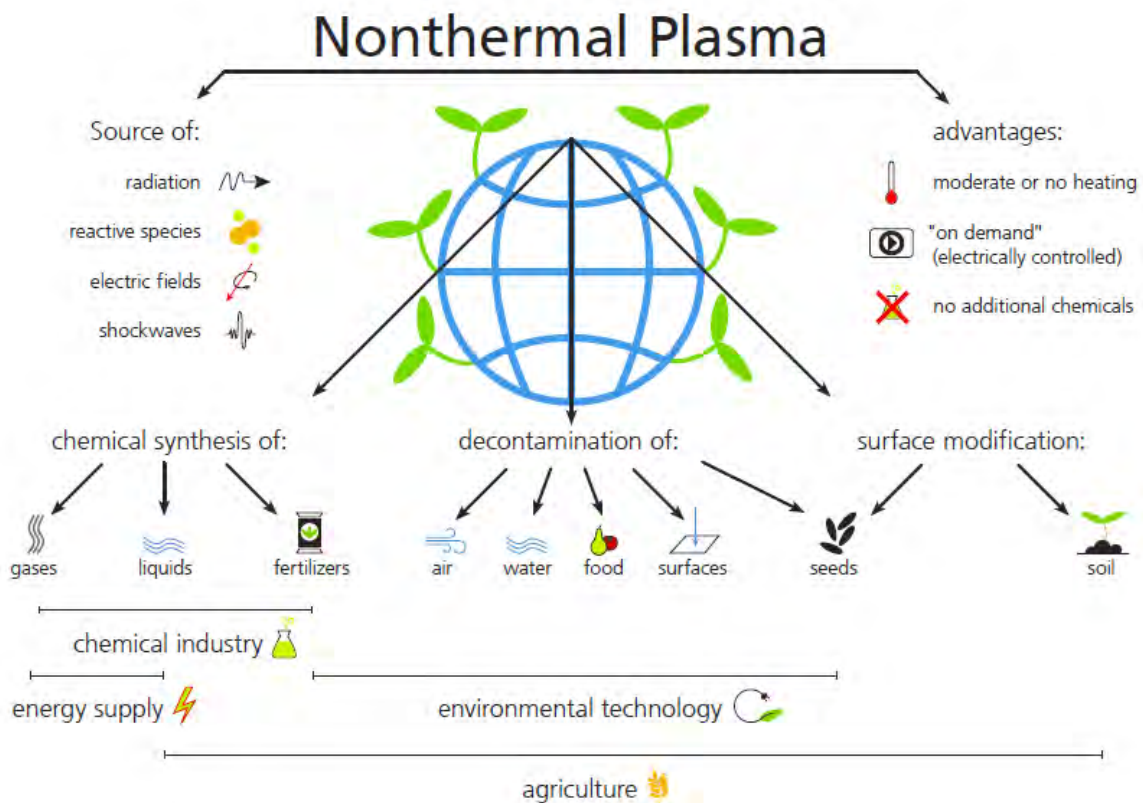 Nonthermal Plasma
Source of:
radiation
reactive species
electric fields
shockwaves
advantages:
moderate or no heating
"on demand"
(electrically controlled)
no additional chemicals
chemical synthesis of:
decontamination of:
surface modification:
gases
liquids
fertilizers
air
water
food
surfaces
seeds
soil
chemical industry
energy supply
environmental technology
agriculture